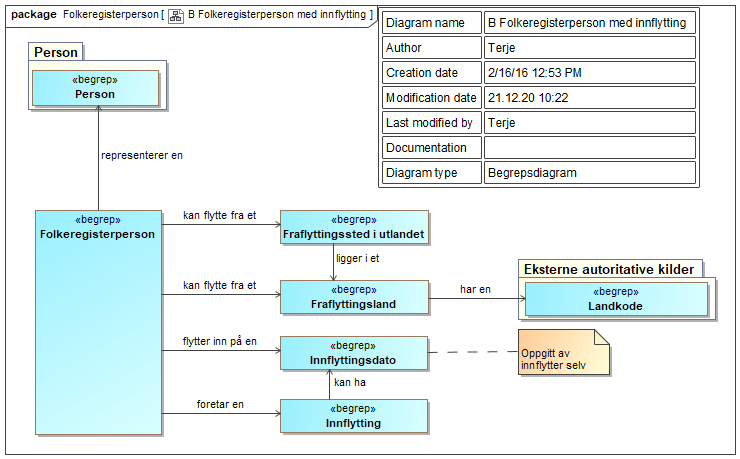 package Folkeregisterperson [ B Folkeregisterperson med innflytting ]
Diagram name B Folkeregisterperson med innflytting
Author Terje
Creation date 2/16/16 12:53 PM
Modification date 21.12.20 10:22
Last modified by Terje
Documentation
Diagram type Begrepsdiagram
Person
«begrep»
Person
representerer en
«begrep»
Folkeregisterperson
kan flytte fra et
«begrep»
Fraflyttingssted i utlandet
ligger i et
kan flytte fra et
«begrep»
Fraflyttingsland
har en
Eksterne autoritative kilder
«begrep»
Landkode
flytter inn på en
«begrep»
Innflyttingsdato
Oppgitt av
innflytter selv
kan ha
foretar en
«begrep»
Innflytting